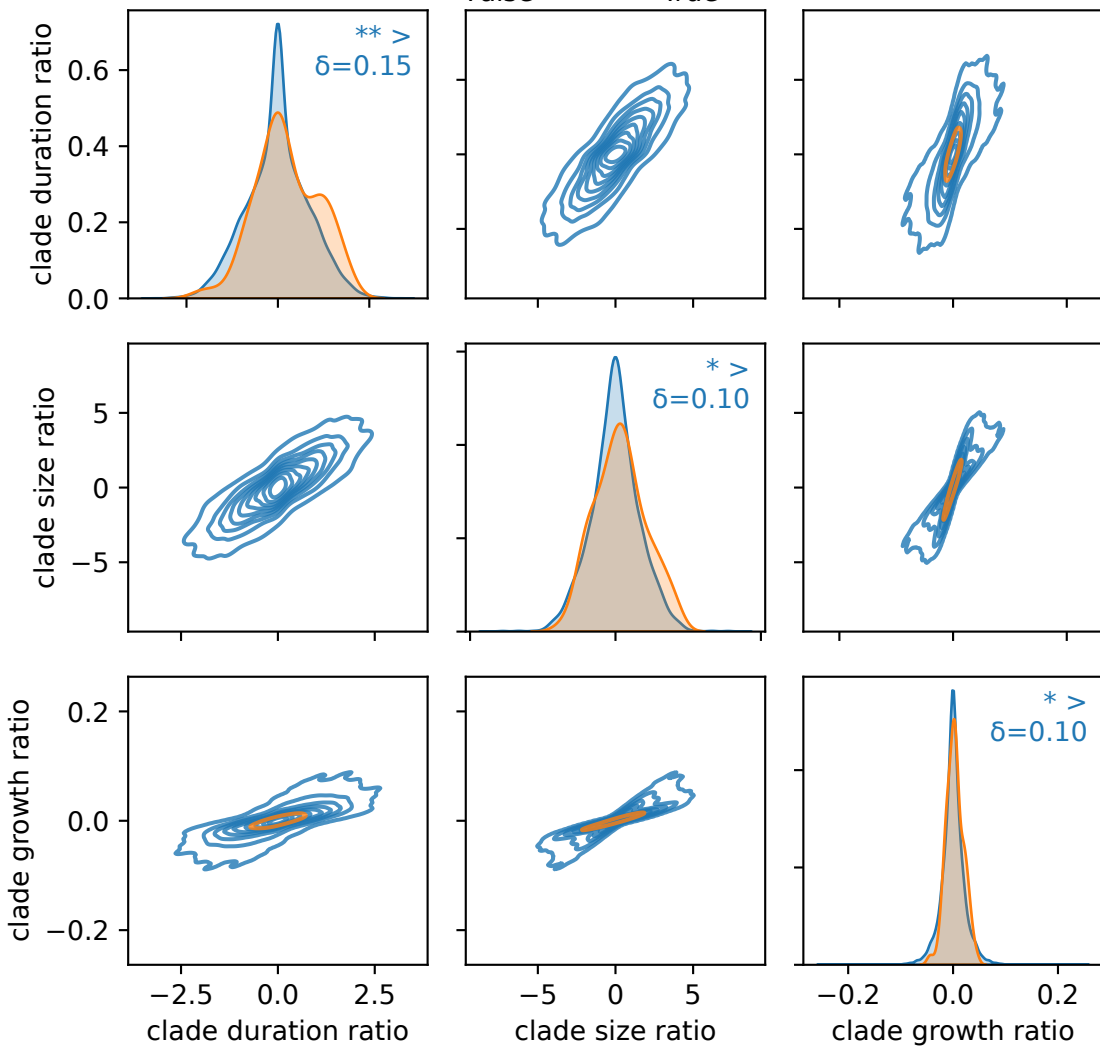 ** >
δ=0.15
clade duration ratio
0.6
0.4
0.2
0.0
* >
δ=0.10
clade size ratio
5
0
−5
* >
δ=0.10
clade growth ratio
0.2
0.0
−0.2
−2.5 0.0 2.5
−5 0 5
−0.2 0.0 0.2
clade duration ratio
clade size ratio
clade growth ratio